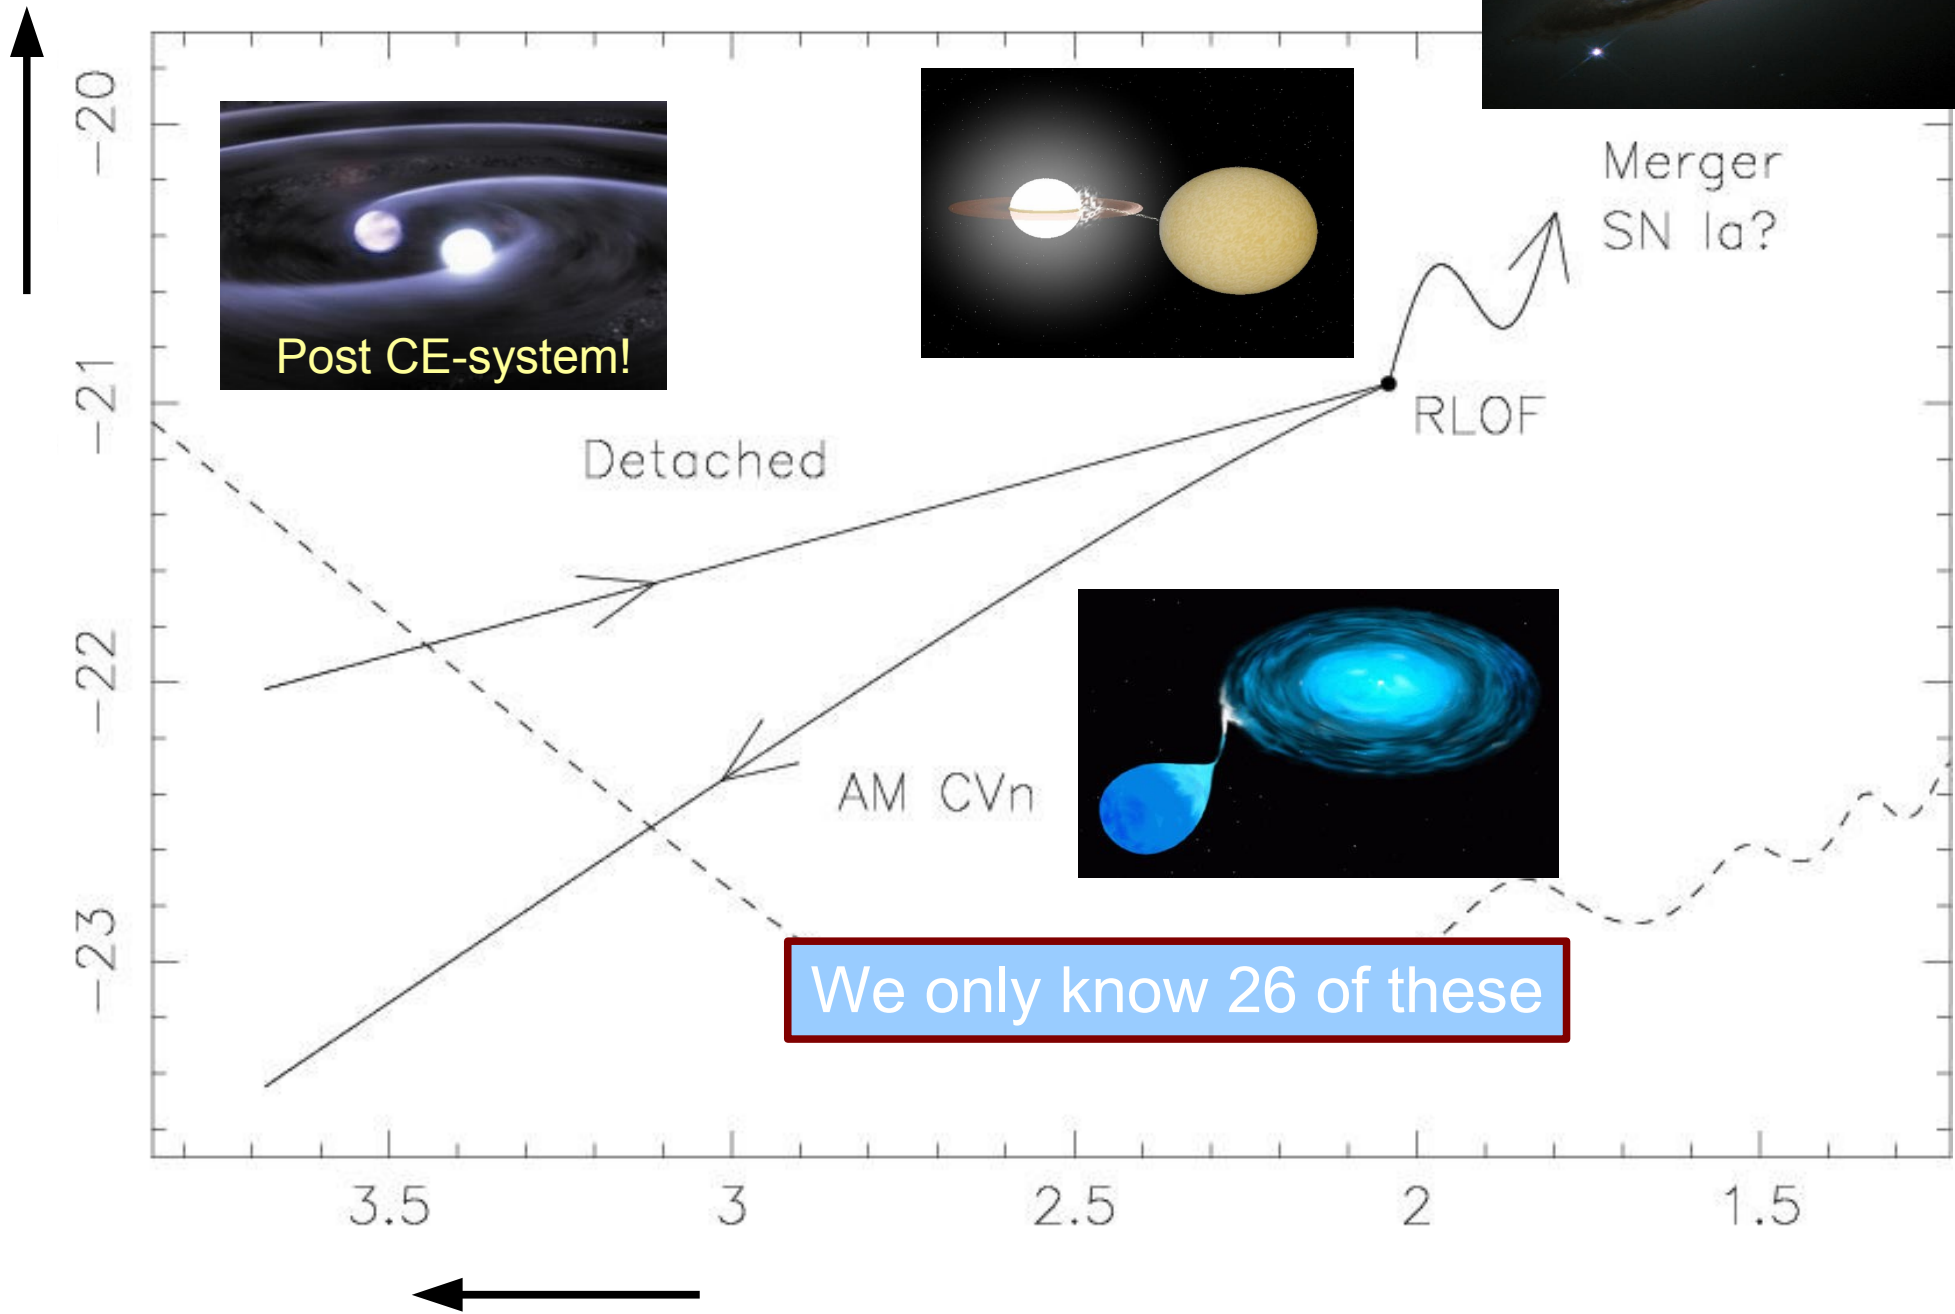 −20
−21
−22
−23
Post CE-system!
Merger
SN Ia?
RLOF
Detached
AM CVn
We only know 26 of these
3.5
3
2.5
2
1.5